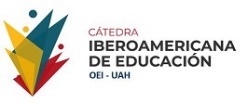 CÁTEDRA
IBEROAMERICANA
DE EDUCACIÓN
OEI - UAH